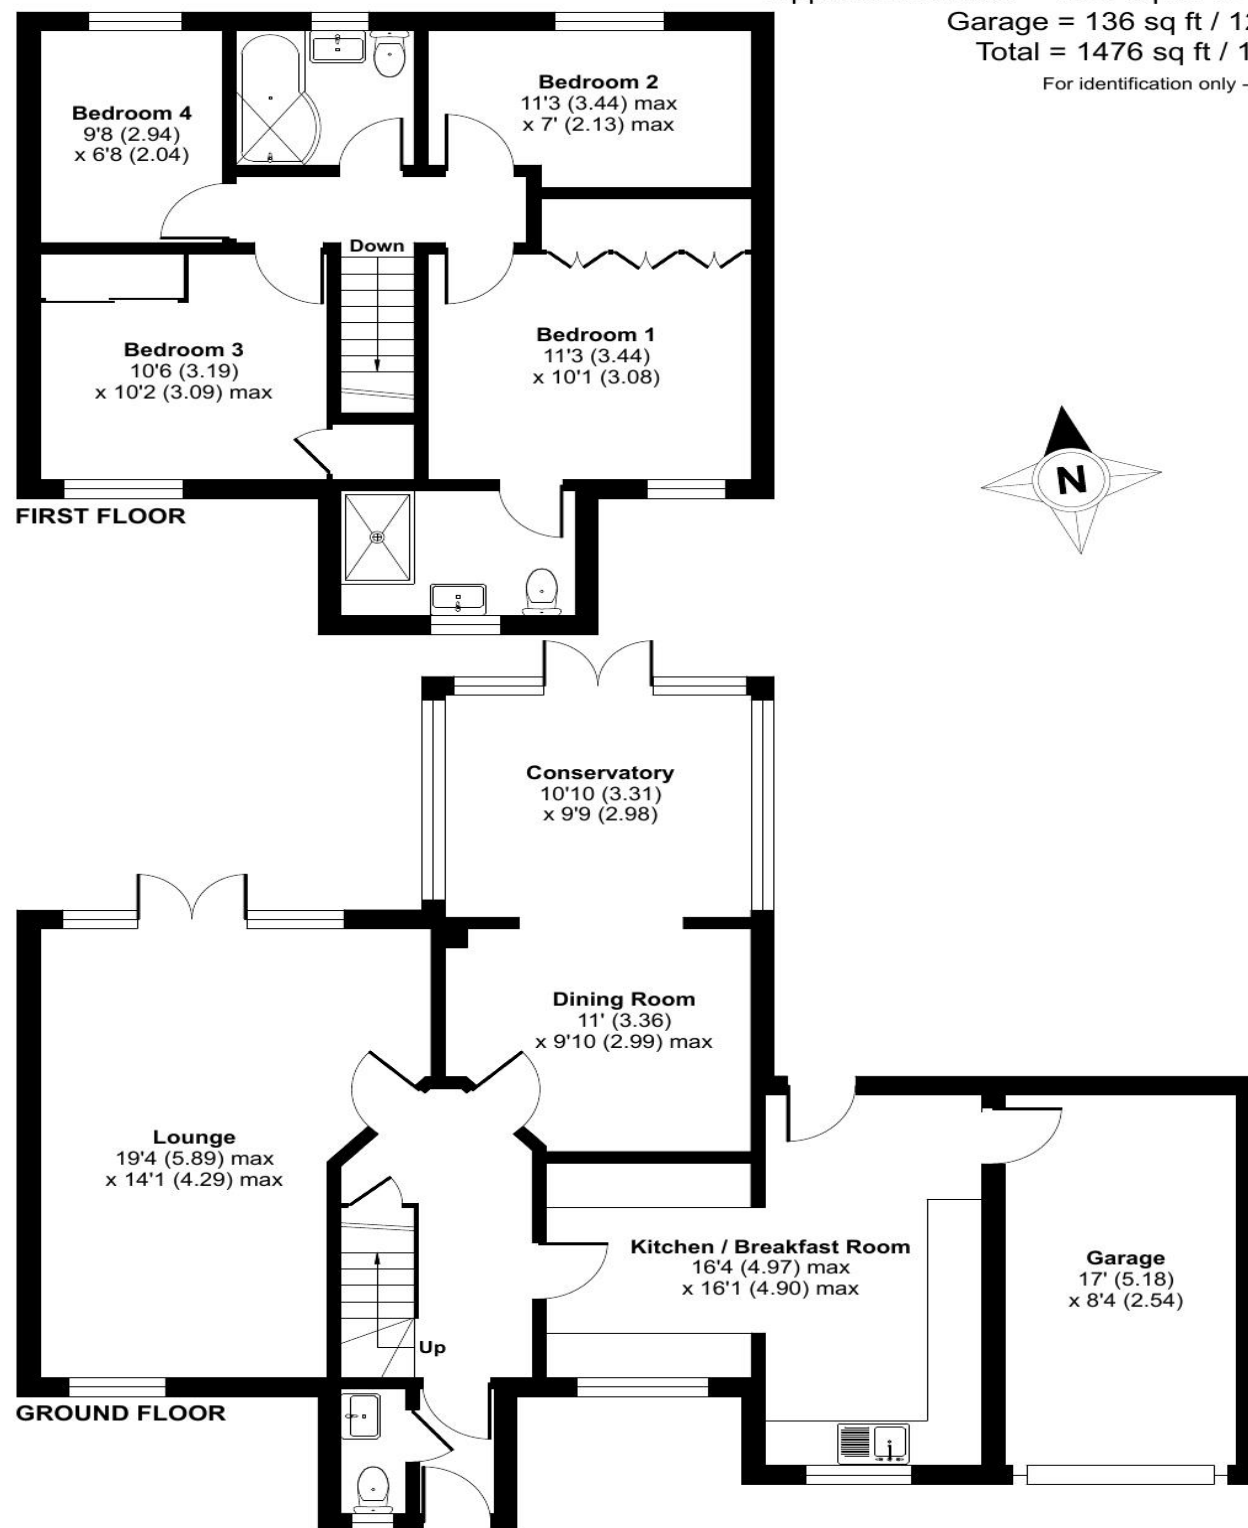 Garage = 136 sq ft /
Total = 1476 sq ft /
For identification only -
Bedroom 4
9'8 (2.94)
x 6'8 (2.04)
Bedroom 2
11'3 (3.44) max
x 7' (2.13) max
Down
Bedroom 3
10'6 (3.19)
x 10'2 (3.09) max
Bedroom 1
11'3 (3.44)
x 10'1 (3.08)
N
FIRST FLOOR
Conservatory
10'10 (3.31)
x 9'9 (2.98)
Dining Room
11' (3.36)
x 9'10 (2.99) max
Lounge
19'4 (5.89) max
x 14'1 (4.29) max
Kitchen / Breakfast Room
16'4 (4.97) max
x 16'1 (4.90) max
Garage
17' (5.18)
x 8'4 (2.54)
Up
GROUND FLOOR